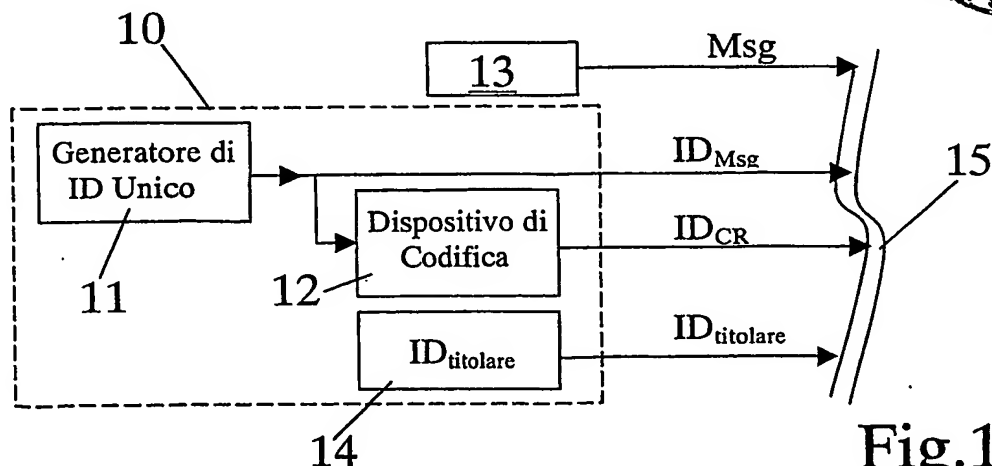 10
13
Msg
Generatore di
ID Unico
ID_Msg
15
Dispositivo di
Codifica
ID_CR
11
12
ID_titolare
ID_titolare
14
Fig.1